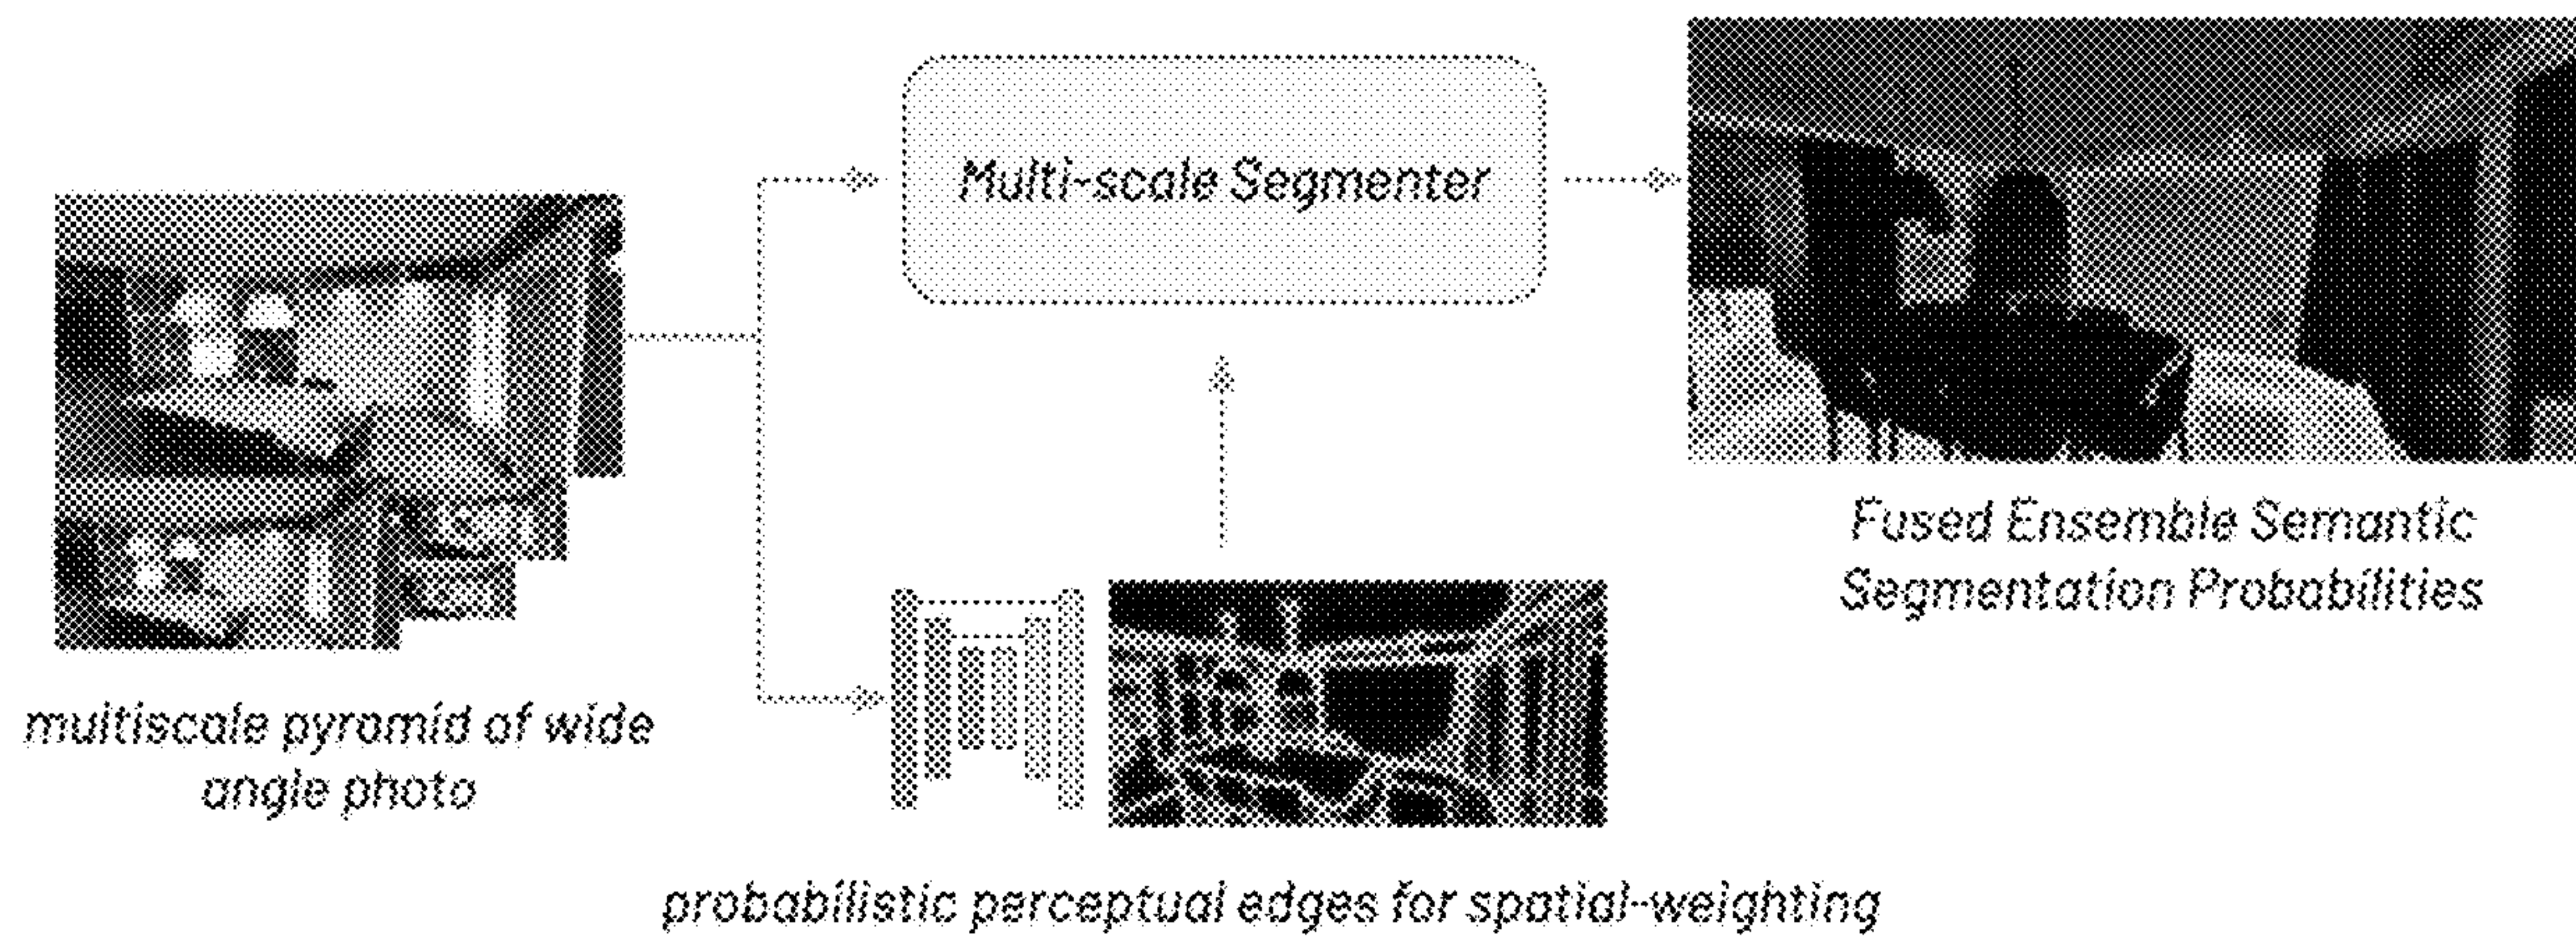 Multi-scale Segmenter
Fused Ensemble Semantic
Segmentation Probabilities
multiscale pyramid of wide
angle photo
probabilistic perceptual edges for spatial-weighting